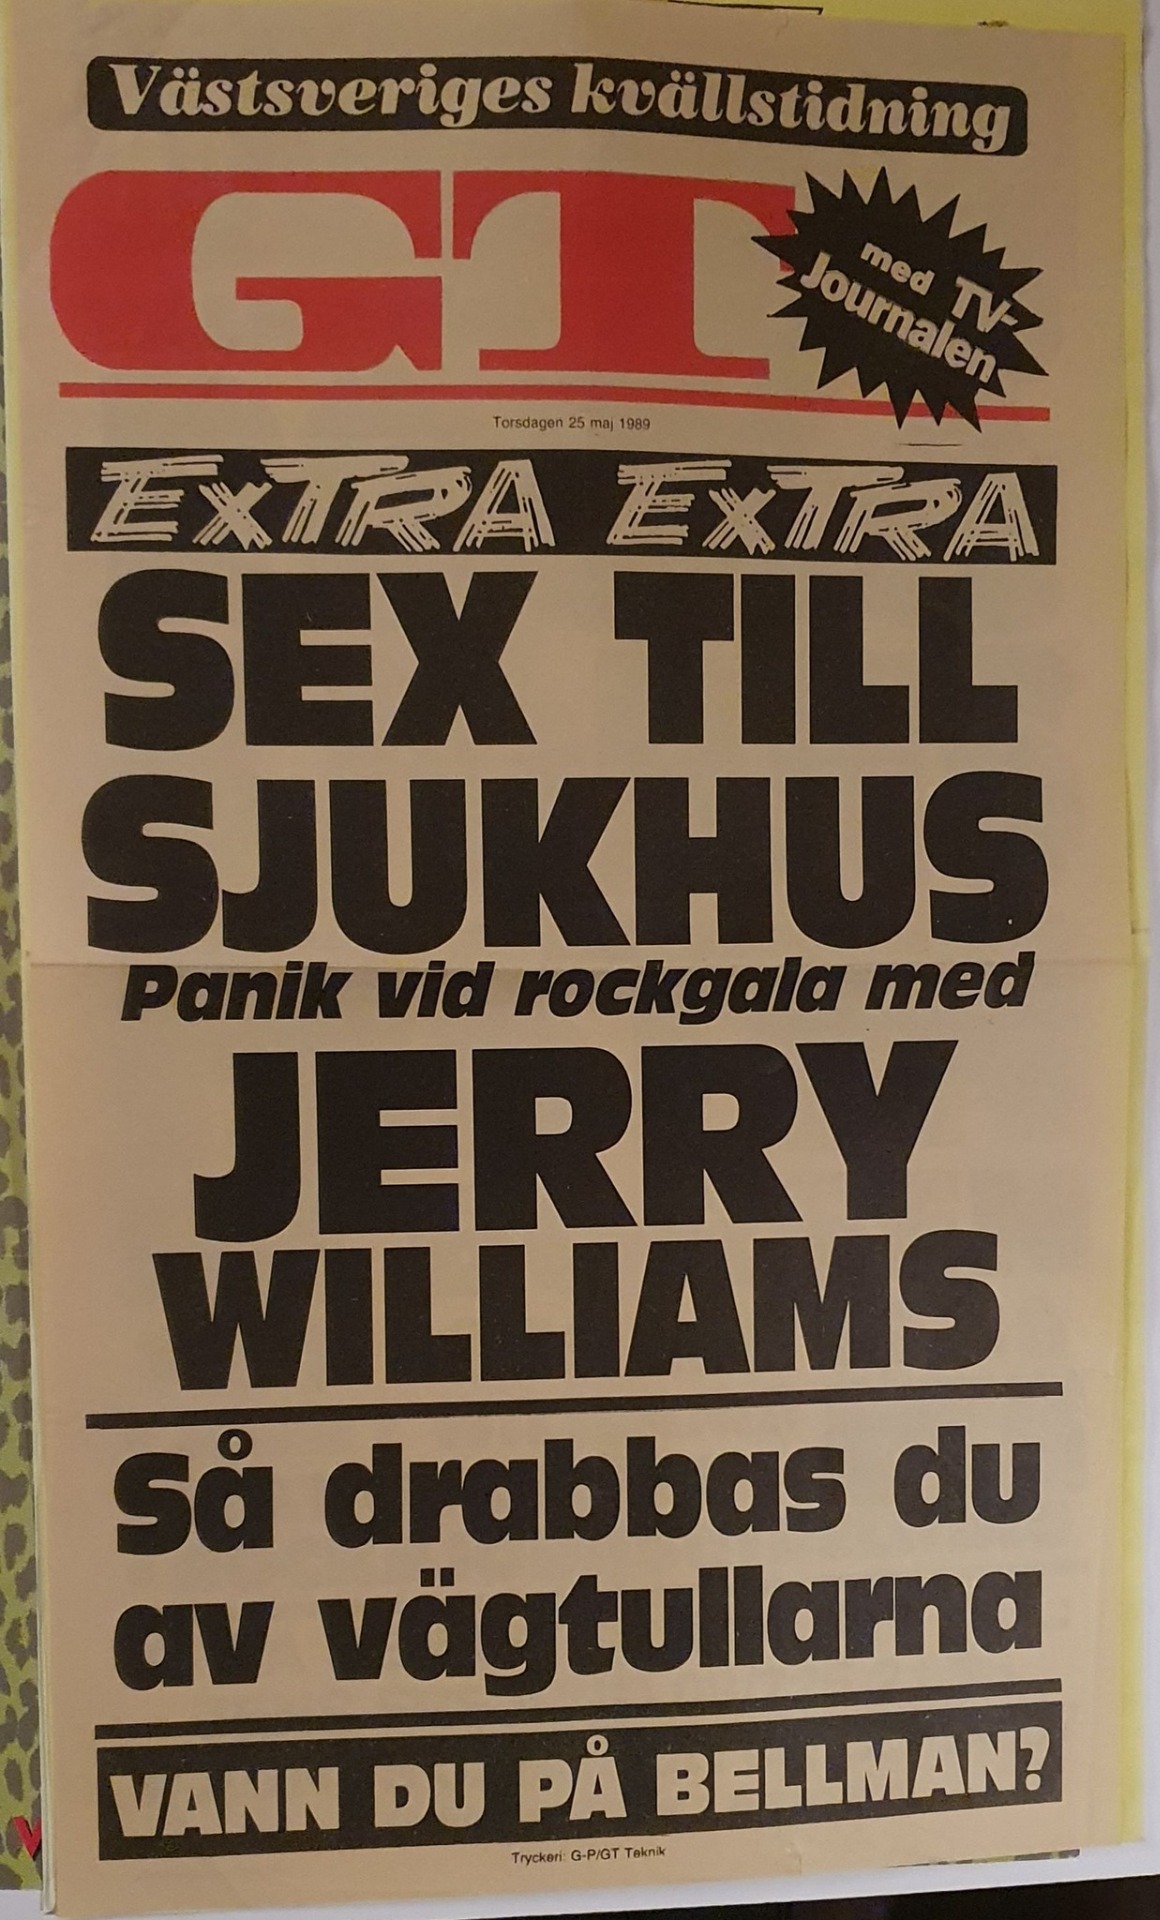 Västsveriges kvällstidning
GT
med TV-
Journalen
Torsdagen 25 maj 1989
EXTRA EXTRA
SEX TILL
SJUKHUS
Panik vid rockgala med
JERRY
WILLIAMS
Så drabbas du
av vägtullarna
VANN DU PÅ BELLMAN?
Tryckeri: G-P/GT Teknik